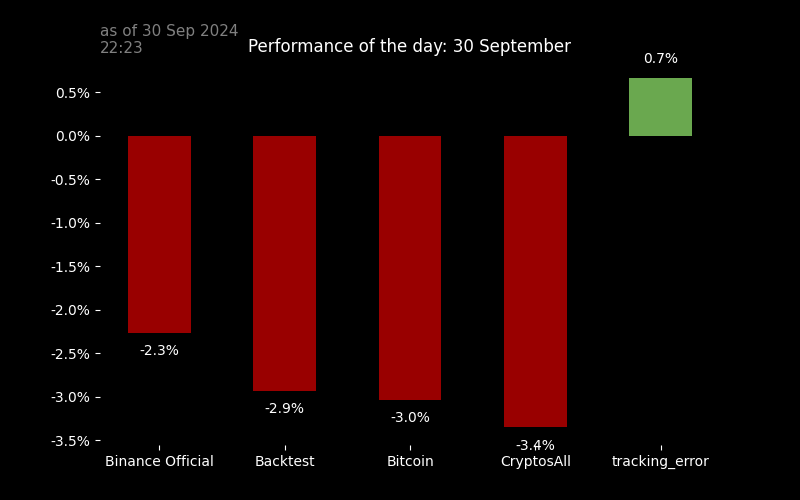 as of 30 Sep 2024
22:23
Performance of the day: 30 September
0.7%
0.5%
0.0%
-0.5%
-1.0%
-1.5%
-2.0%
-2.5%
-3.0%
-3.5%
-2.3%
-2.9%
-3.0%
-3.4%
Binance Official
Backtest
Bitcoin
CryptosAll
tracking_error